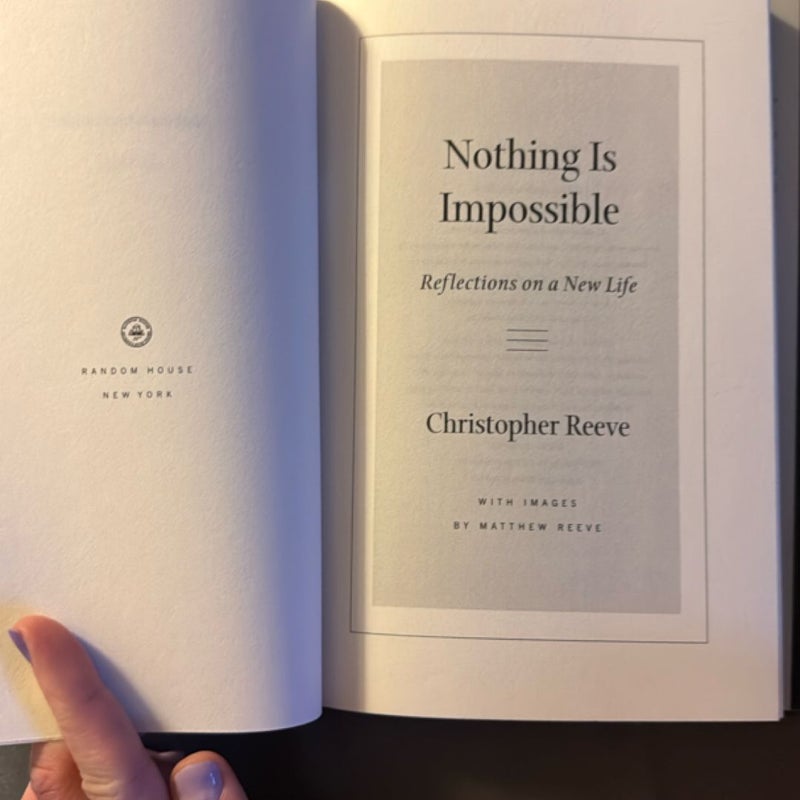 RANDOM HOUSE
NEW YORK
Nothing Is
Impossible
Reflections on a New Life
Christopher Reeve
WITH IMAGES
BY MATTHEW REEVE